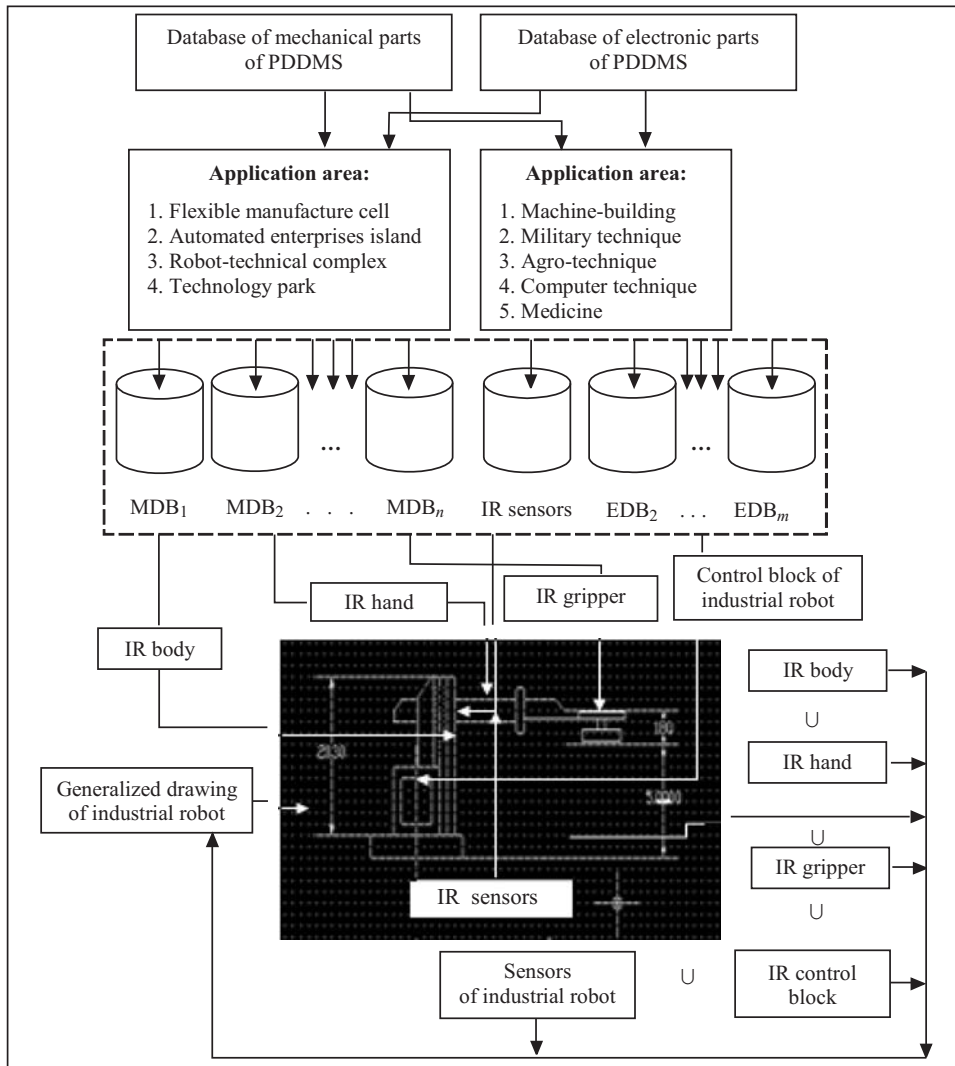 Database of mechanical parts
of PDDMS
Database of electronic parts
of PDDMS
Application area:
1. Flexible manufacture cell
2. Automated enterprises island
3. Robot-technical complex
4. Technology park
Application area:
1. Machine-building
2. Military technique
3. Agro-technique
4. Computer technique
5. Medicine
... ...
MDB₁ MDB₂ . . . MDBₙ IR sensors EDB₂ ... EDBₘ
IR hand
IR gripper
Control block of
industrial robot
IR body
IR body
∪
IR hand
180
Generalized drawing
of industrial robot
∪
IR gripper
IR sensors
∪
Sensors
of industrial robot
∪
IR control
block